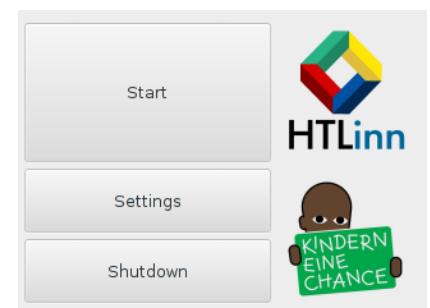 Start
HTLinn
Settings
Shutdown
KINDERN
EINE
CHANCE